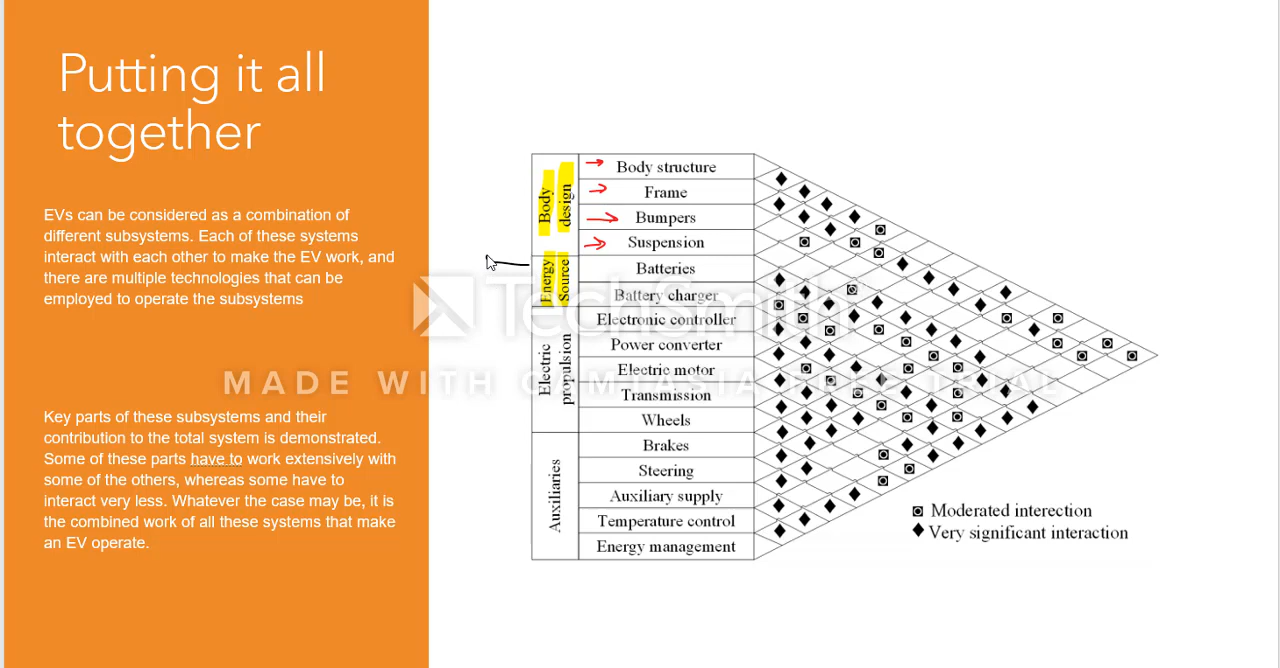 Putting it all
together
EVs can be considered as a combination of
different subsystems. Each of these systems
interact with each other to make the EV work, and
there are multiple technologies that can be
employed to operate the subsystems
Key parts of these subsystems and their
contribution to the total system is demonstrated.
Some of these parts have to work extensively with
some of the others, whereas some have to
interact very less. Whatever the case may be, it is
the combined work of all these systems that make
an EV operate.
Body
design
Body structure
Frame
Bumpers
Suspension
Energy
Source
Batteries
Battery charger
Electric
propulsion
Electronic controller
Power converter
Electric motor
Transmission
Wheels
Auxiliaries
Brakes
Steering
Auxiliary supply
Temperature control
Energy management
Moderated interection
Very significant interaction
TechSmith
MADE WITH CAMTASIA FREE TRIAL